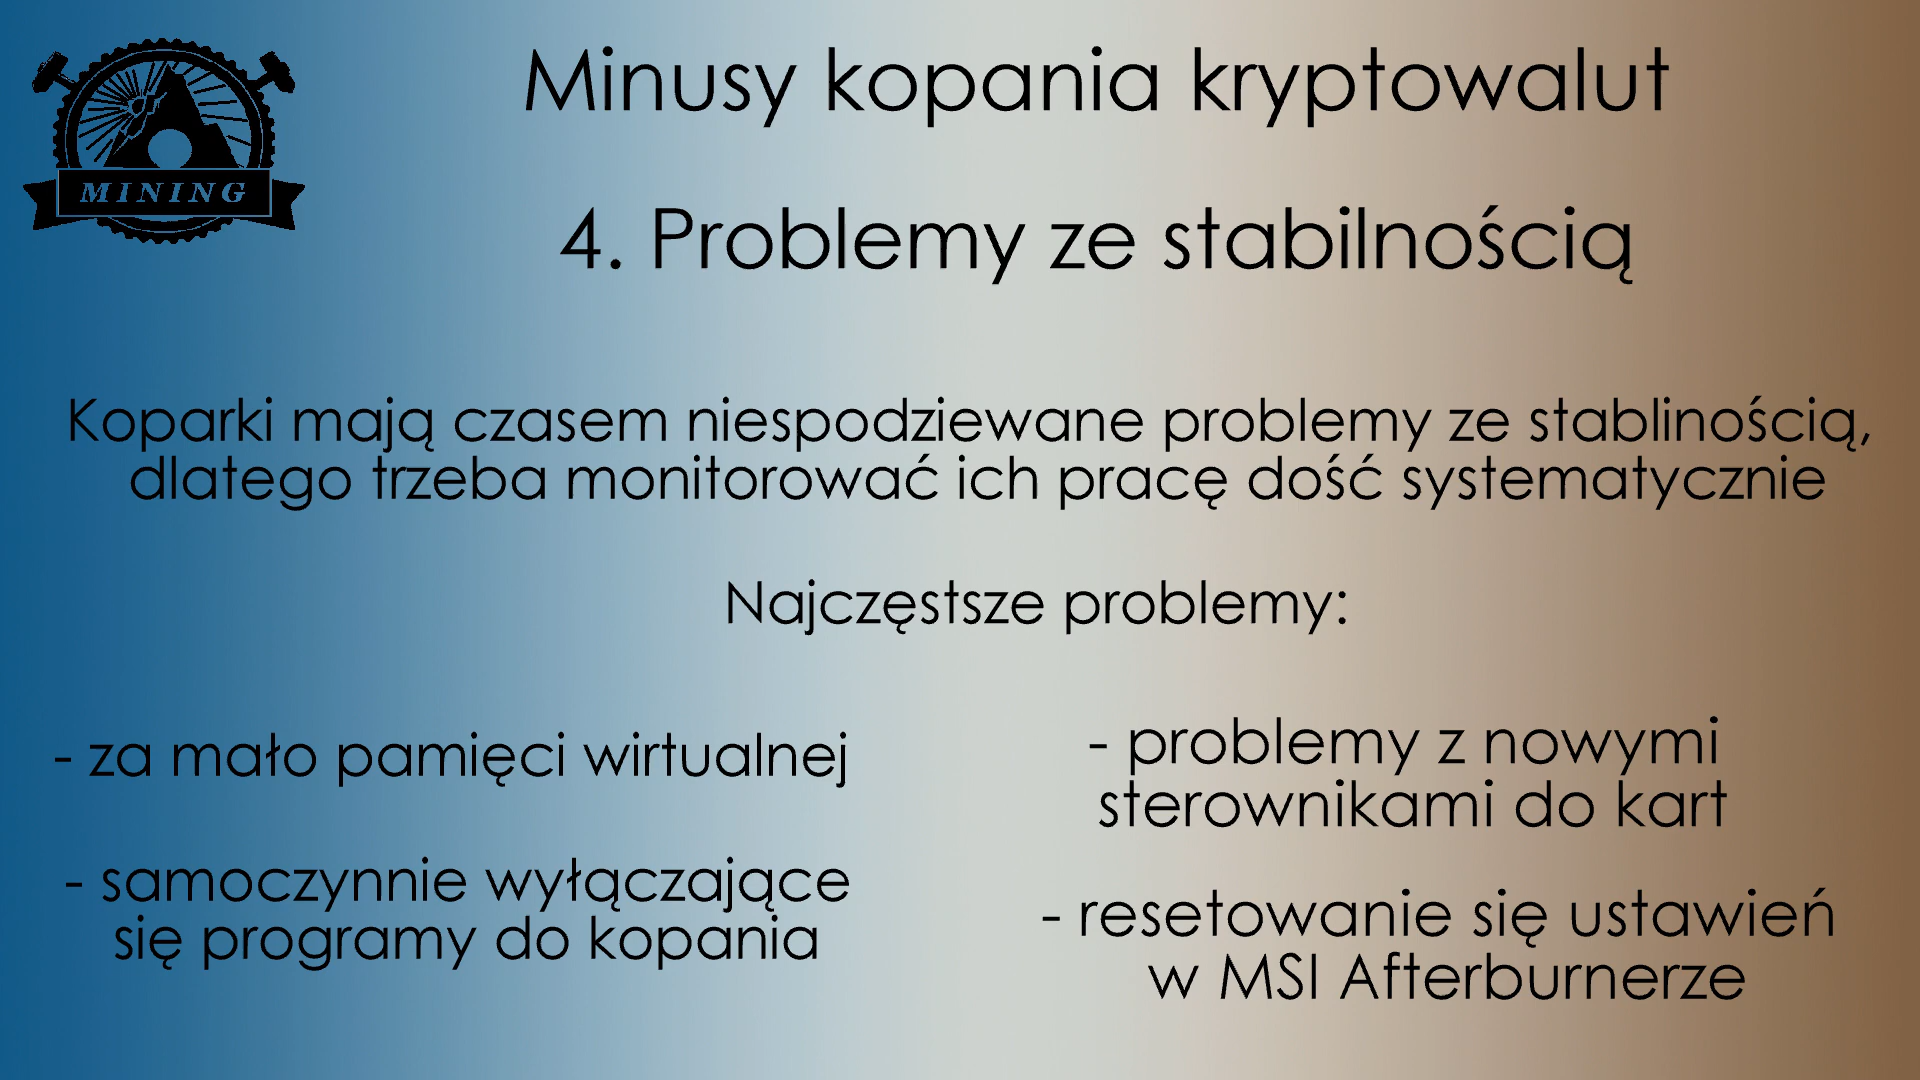 MINING
Minusy kopania kryptowalut
4. Problemy ze stabilnością
Koparki mają czasem niespodziewane problemy ze stablinością,
dlatego trzeba monitorować ich pracę dość systematycznie
Najczęstsze problemy:
- za mało pamięci wirtualnej
- samoczynnie wyłączające
się programy do kopania
- problemy z nowymi
sterownikami do kart
- resetowanie się ustawień
w MSI Afterburnerze